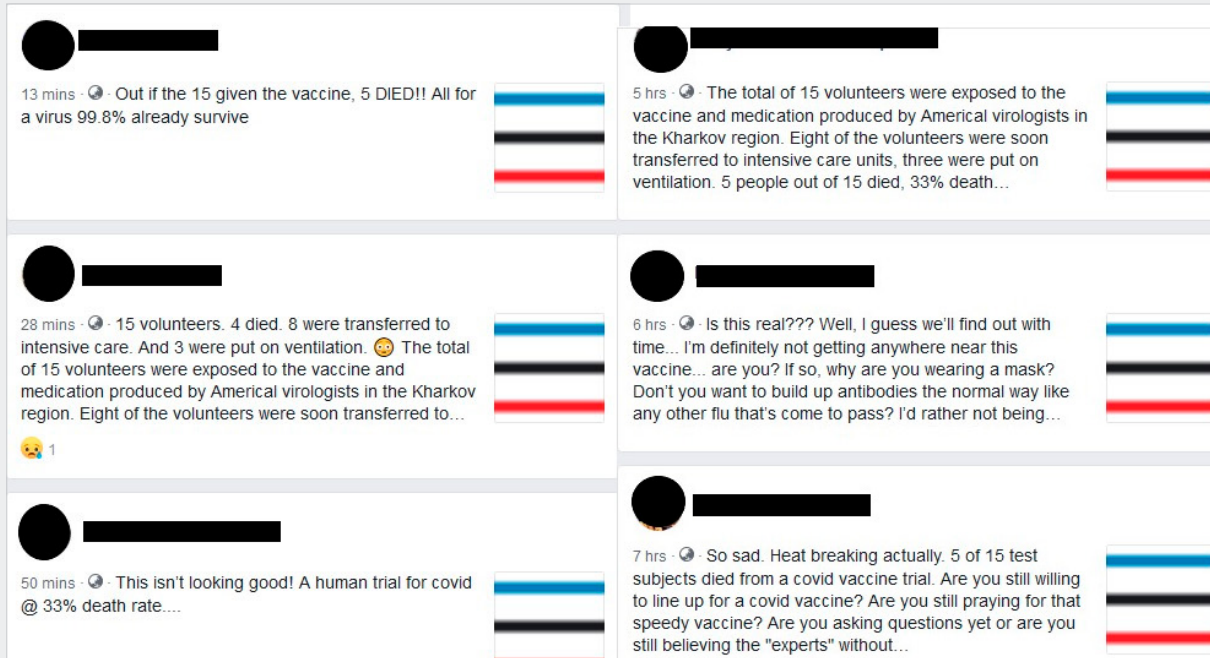 13 mins · Out if the 15 given the vaccine, 5 DIED!! All for
a virus 99.8% already survive
28 mins · 15 volunteers. 4 died. 8 were transferred to
intensive care. And 3 were put on ventilation. 😳 The total
of 15 volunteers were exposed to the vaccine and
medication produced by Americal virologists in the Kharkov
region. Eight of the volunteers were soon transferred to...
1
50 mins · This isn't looking good! A human trial for covid
@ 33% death rate....
5 hrs · The total of 15 volunteers were exposed to the
vaccine and medication produced by Americal virologists in
the Kharkov region. Eight of the volunteers were soon
transferred to intensive care units, three were put on
ventilation. 5 people out of 15 died, 33% death...
6 hrs · Is this real??? Well, I guess we'll find out with
time... I'm definitely not getting anywhere near this
vaccine... are you? If so, why are you wearing a mask?
Don't you want to build up antibodies the normal way like
any other flu that's come to pass? I'd rather not being...
7 hrs · So sad. Heat breaking actually. 5 of 15 test
subjects died from a covid vaccine trial. Are you still willing
to line up for a covid vaccine? Are you still praying for that
speedy vaccine? Are you asking questions yet or are you
still believing the "experts" without...